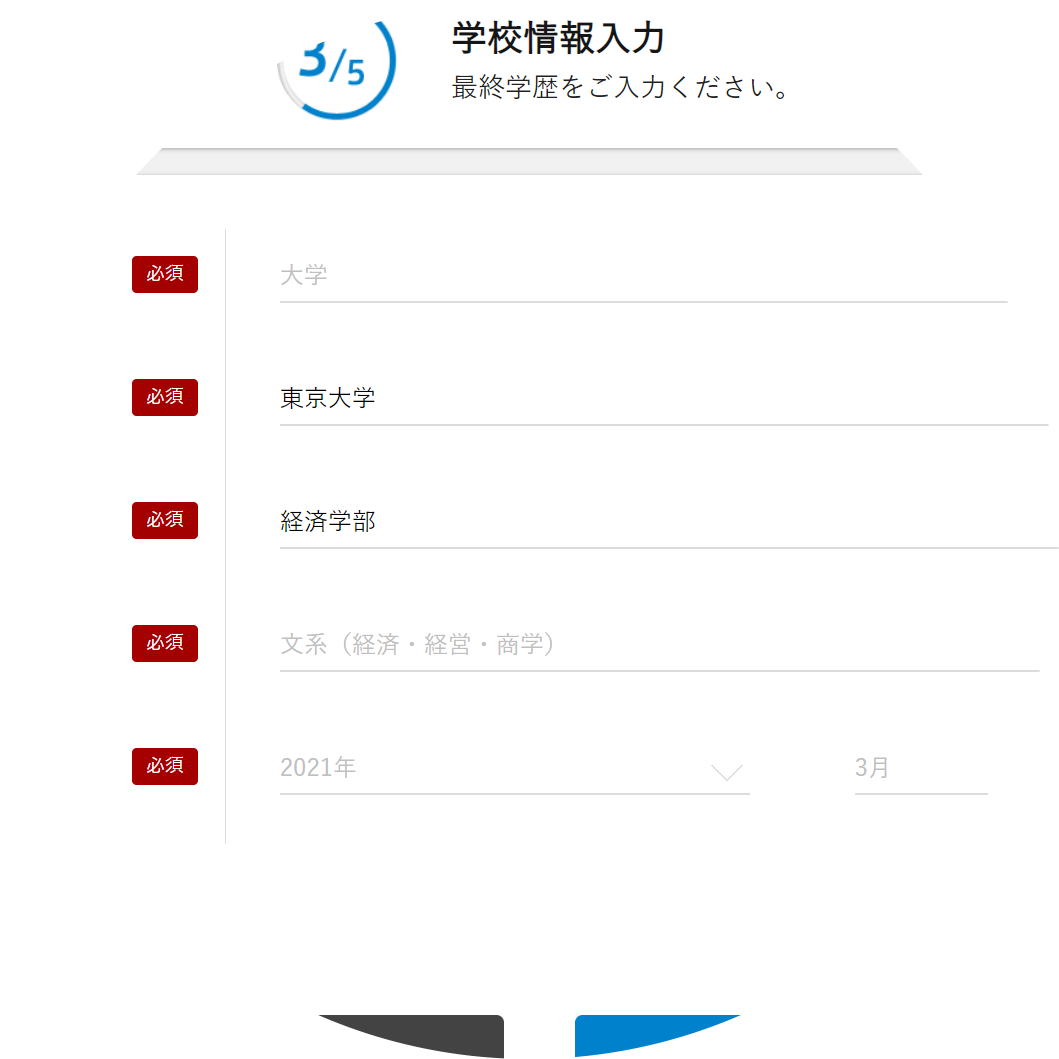 3/5
学校情報入力
最終学歴をご入力ください。
必須 大学
必須 東京大学
必須 経済学部
必須 文系（経済・経営・商学）
必須 2021年 3月